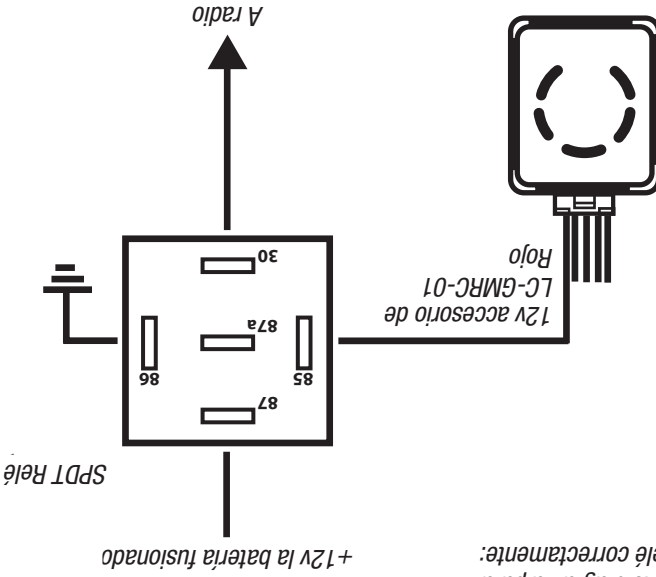 elé correctamente:
+12v la batería fusionado
SPDT Relé
87
85
86
87a
30
12v accesorio de
LC-GMRC-01
Rojo
A radio